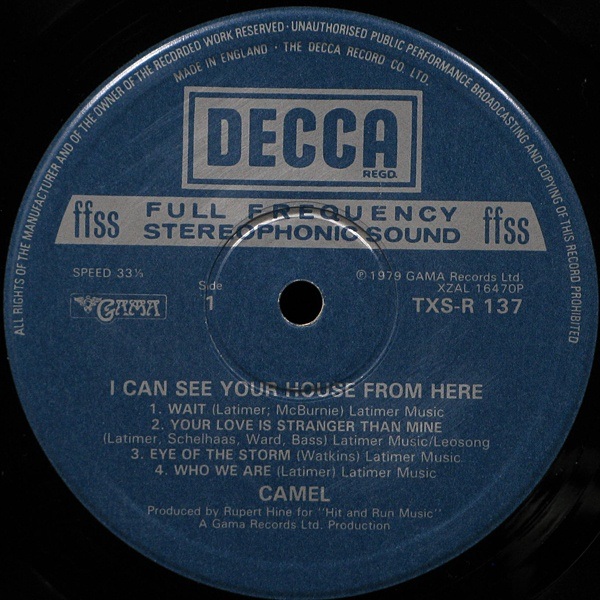 ALL RIGHTS OF THE MANUFACTURER AND OF THE OWNER OF THE RECORDED WORK RESERVED · UNAUTHORISED PUBLIC PERFORMANCE BROADCASTING AND COPYING OF THIS RECORD PROHIBITED
MADE IN ENGLAND · THE DECCA RECORD CO. LTD.
DECCA
REGD.
ffss FULL FREQUENCY ffss
STEREOPHONIC SOUND
SPEED 33⅓
Side
1
GAMA
℗ 1979 GAMA Records Ltd.
XZAL 16470P
TXS-R 137
I CAN SEE YOUR HOUSE FROM HERE
1. WAIT (Latimer; McBurnie) Latimer Music
2. YOUR LOVE IS STRANGER THAN MINE
(Latimer, Schelhaas, Ward, Bass) Latimer Music/Leosong
3. EYE OF THE STORM (Watkins) Latimer Music.
4. WHO WE ARE (Latimer) Latimer Music
CAMEL
Produced by Rupert Hine for "Hit and Run Music"
A Gama Records Ltd. Production